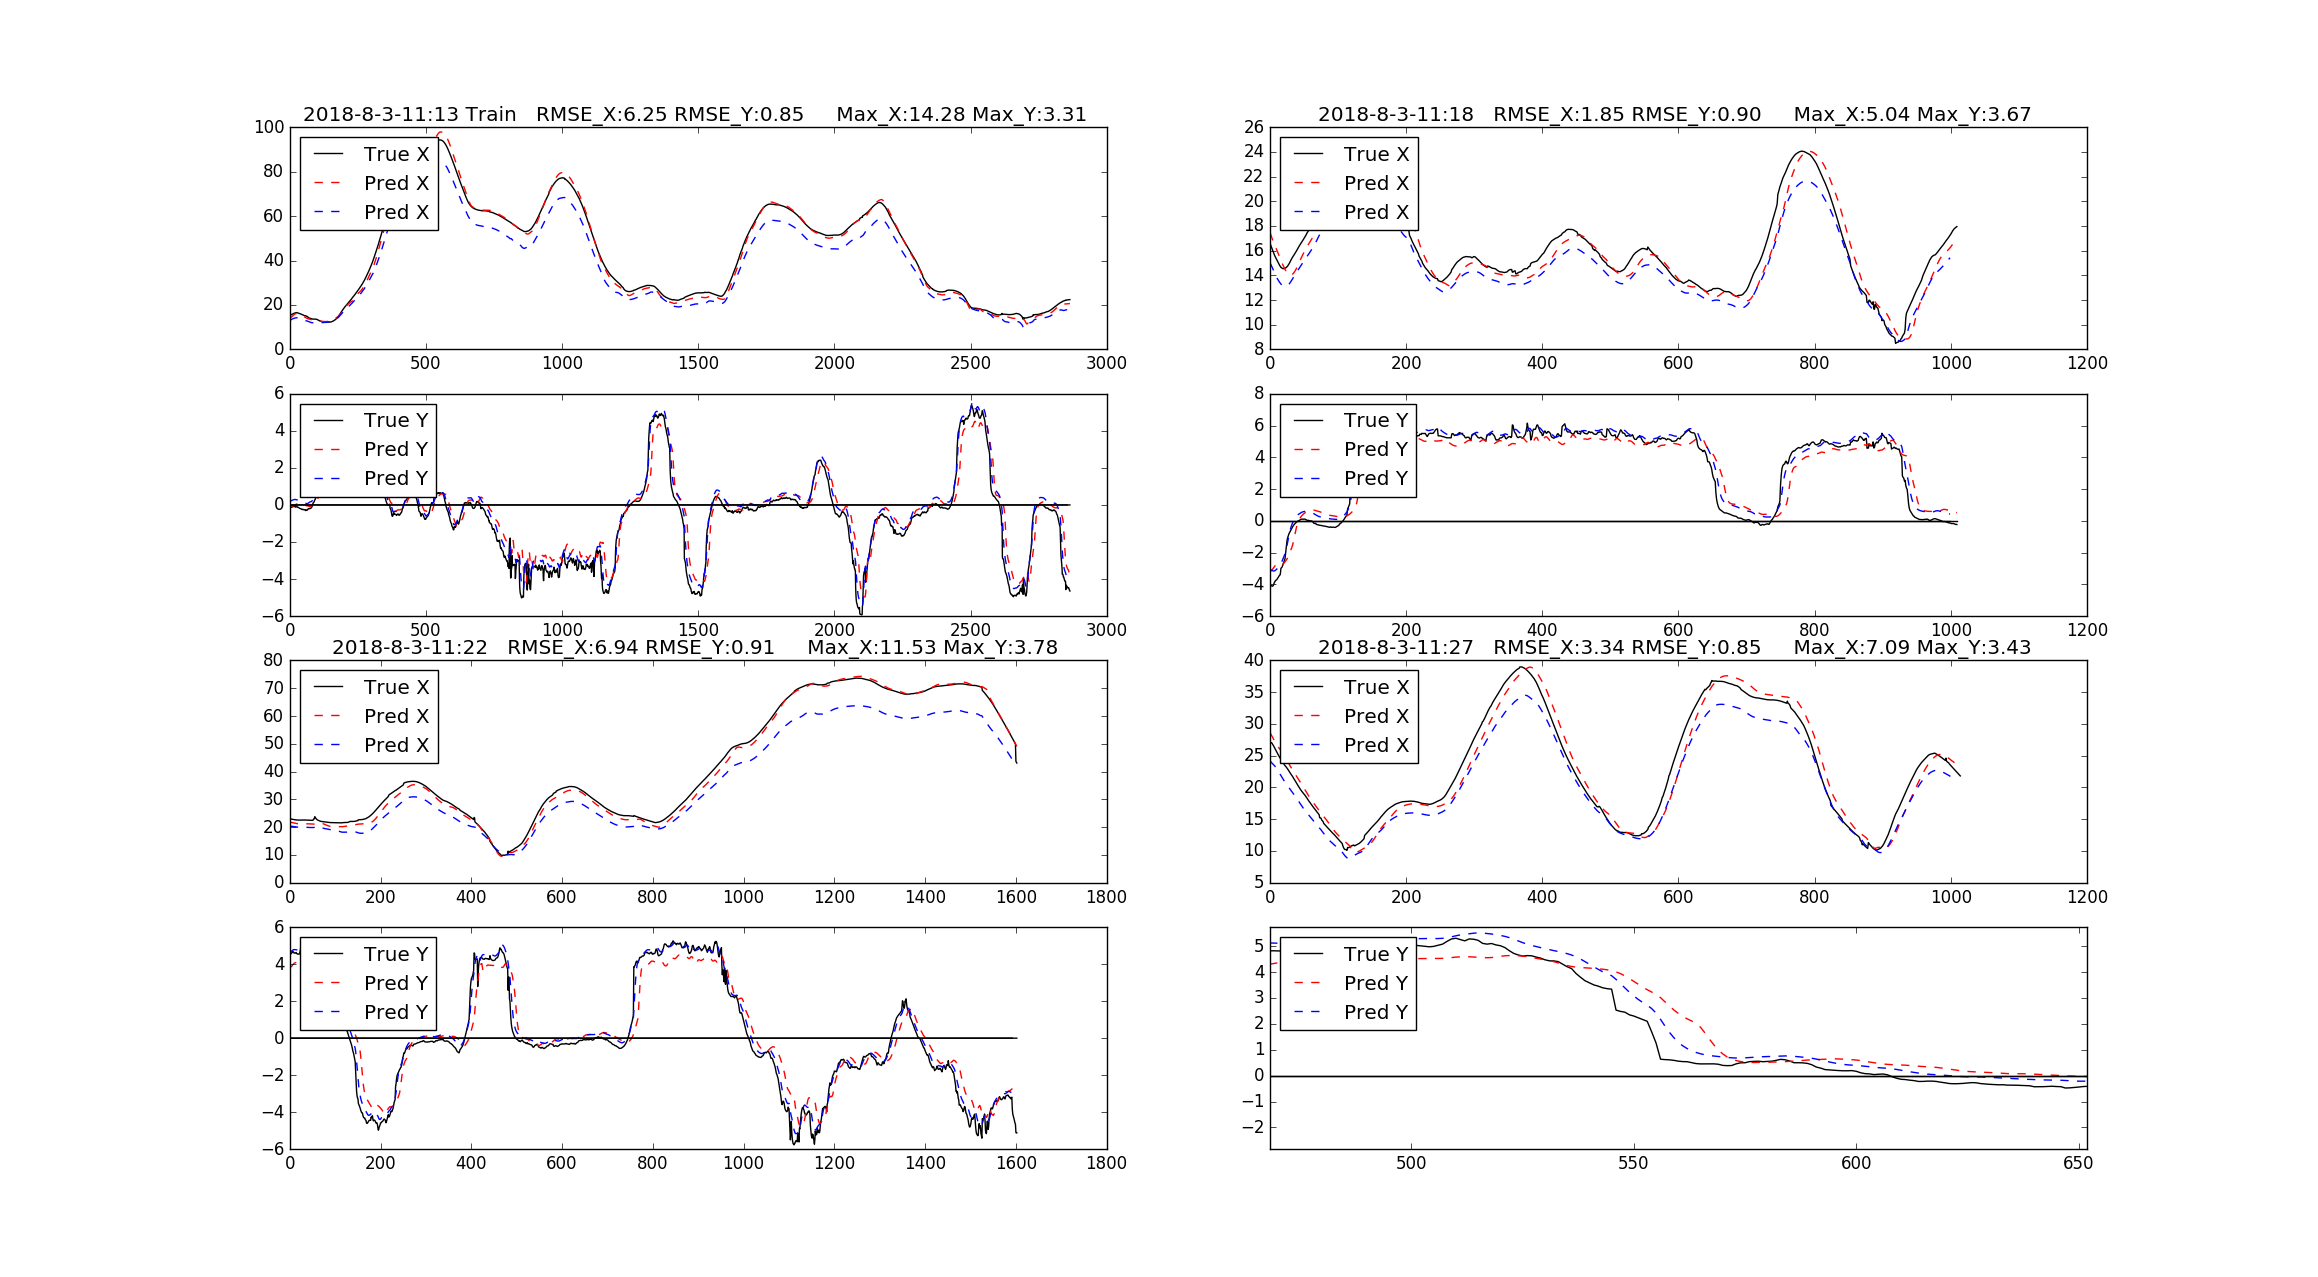 2018-8-3-11:13 Train RMSE_X:6.25 RMSE_Y:0.85 Max_X:14.28 Max_Y:3.31
100
80
60
40
20
0
True X
Pred X
Pred X
0 500 1000 1500 2000 2500 3000
6
4
2
0
−2
−4
−6
True Y
Pred Y
Pred Y
0 500 1000 1500 2000 2500 3000
2018-8-3-11:18 RMSE_X:1.85 RMSE_Y:0.90 Max_X:5.04 Max_Y:3.67
26
24
22
20
18
16
14
12
10
8
True X
Pred X
Pred X
0 200 400 600 800 1000 1200
8
6
4
2
0
−2
−4
−6
True Y
Pred Y
Pred Y
0 200 400 600 800 1000 1200
2018-8-3-11:22 RMSE_X:6.94 RMSE_Y:0.91 Max_X:11.53 Max_Y:3.78
80
70
60
50
40
30
20
10
0
True X
Pred X
Pred X
0 200 400 600 800 1000 1200 1400 1600 1800
6
4
2
0
−2
−4
−6
True Y
Pred Y
Pred Y
0 200 400 600 800 1000 1200 1400 1600 1800
2018-8-3-11:27 RMSE_X:3.34 RMSE_Y:0.85 Max_X:7.09 Max_Y:3.43
40
35
30
25
20
15
10
5
True X
Pred X
Pred X
0 200 400 600 800 1000 1200
5
4
3
2
1
0
−1
−2
True Y
Pred Y
Pred Y
500 550 600 650